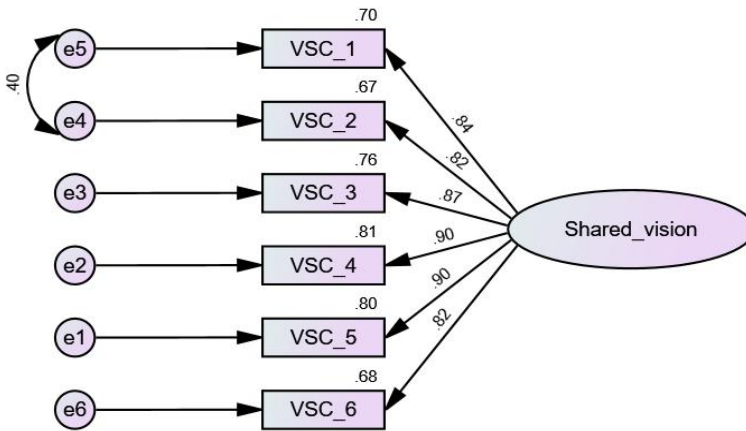 .70
e5
VSC_1
.84
.40
.67
e4
VSC_2
.82
.76
e3
VSC_3
.87
Shared_vision
.81
e2
VSC_4
.90
.80
e1
VSC_5
.90
.68
e6
VSC_6
.82